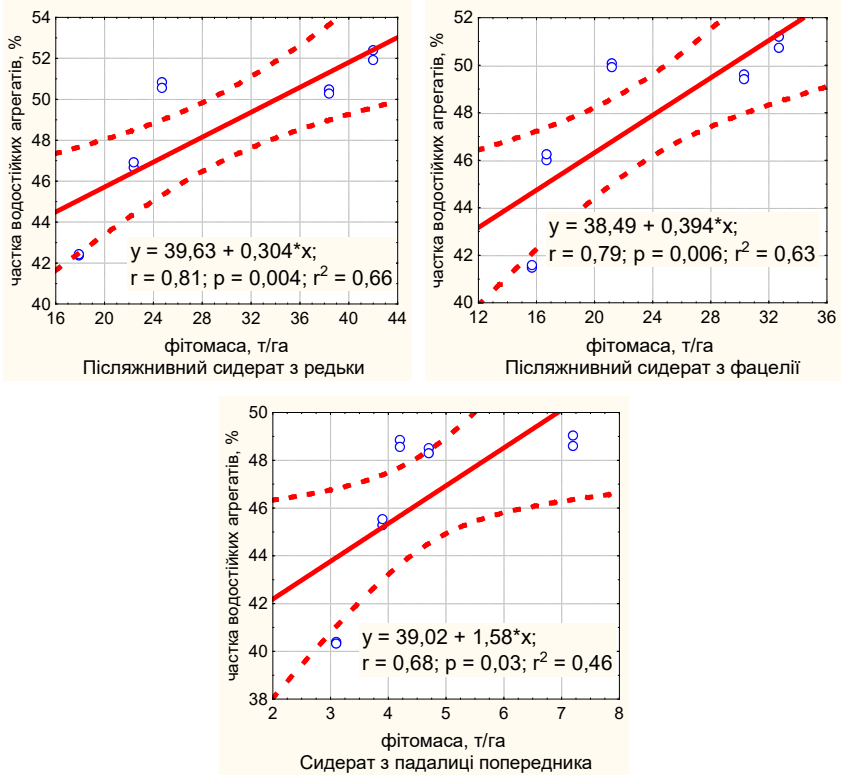 частка водостійких агрегатів, %
54
52
50
48
46
44
42
40
y = 39,63 + 0,304*x;
r = 0,81; p = 0,004; r² = 0,66
16 20 24 28 32 36 40 44
фітомаса, т/га
Післяжнивний сидерат з редьки
частка водостійких агрегатів, %
52
50
48
46
44
42
40
y = 38,49 + 0,394*x;
r = 0,79; p = 0,006; r² = 0,63
12 16 20 24 28 32 36
фітомаса, т/га
Післяжнивний сидерат з фацелії
частка водостійких агрегатів, %
50
48
46
44
42
40
38
y = 39,02 + 1,58*x;
r = 0,68; p = 0,03; r² = 0,46
2 3 4 5 6 7 8
фітомаса, т/га
Сидерат з падалиці попередника